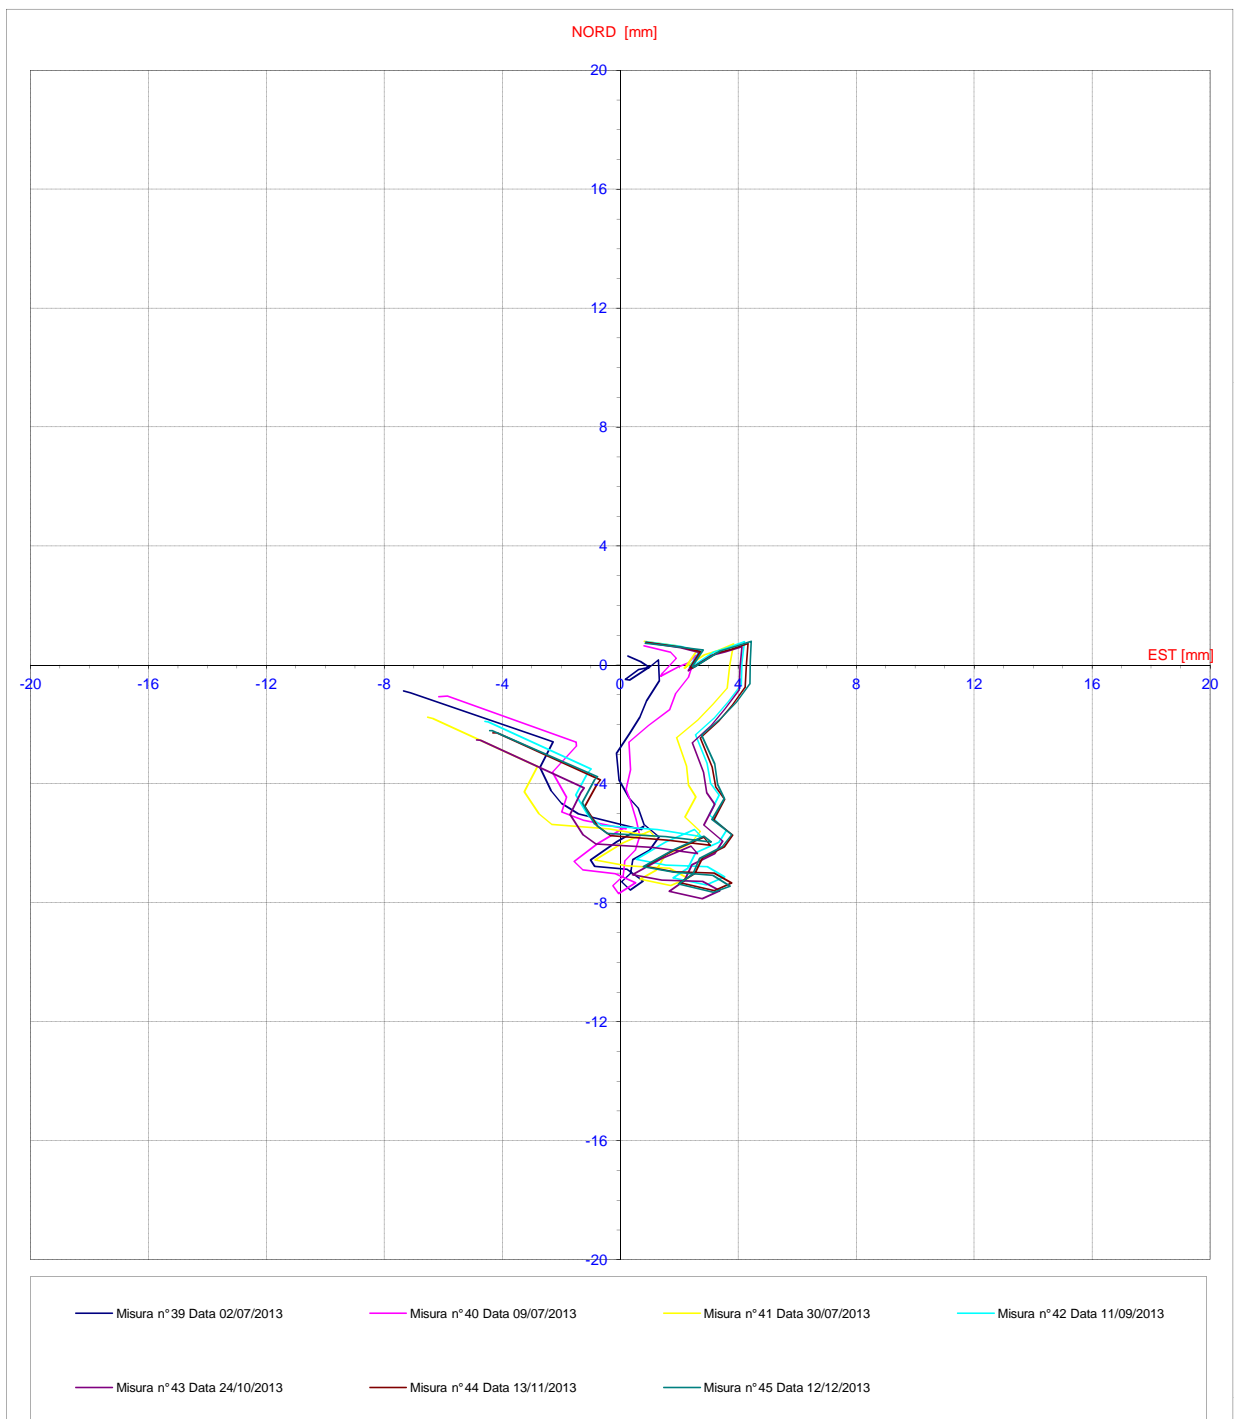 NORD [mm]
20
16
12
8
4
EST [mm]
-20 -16 -12 -8 -4 0 0 4 8 12 16 20
-4
-8
-12
-16
-20
Misura n°39 Data 02/07/2013 Misura n°40 Data 09/07/2013 Misura n°41 Data 30/07/2013 Misura n°42 Data 11/09/2013
Misura n°43 Data 24/10/2013 Misura n°44 Data 13/11/2013 Misura n°45 Data 12/12/2013